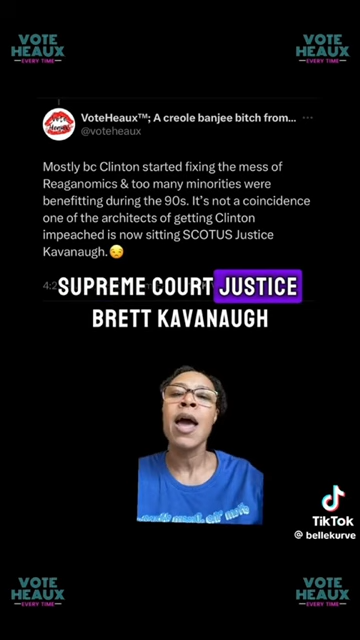 VOTE
HEAUX
EVERY TIME
VOTE
HEAUX
EVERY TIME
VoteHeaux™; A creole banjee bitch from...
@voteheaux
Mostly bc Clinton started fixing the mess of
Reaganomics & too many minorities were
benefitting during the 90s. It's not a coincidence
one of the architects of getting Clinton
impeached is now sitting SCOTUS Justice
Kavanaugh.😒
SUPREME COURT JUSTICE
BRETT KAVANAUGH
TikTok
@bellekurve
VOTE
HEAUX
EVERY TIME
VOTE
HEAUX
EVERY TIME